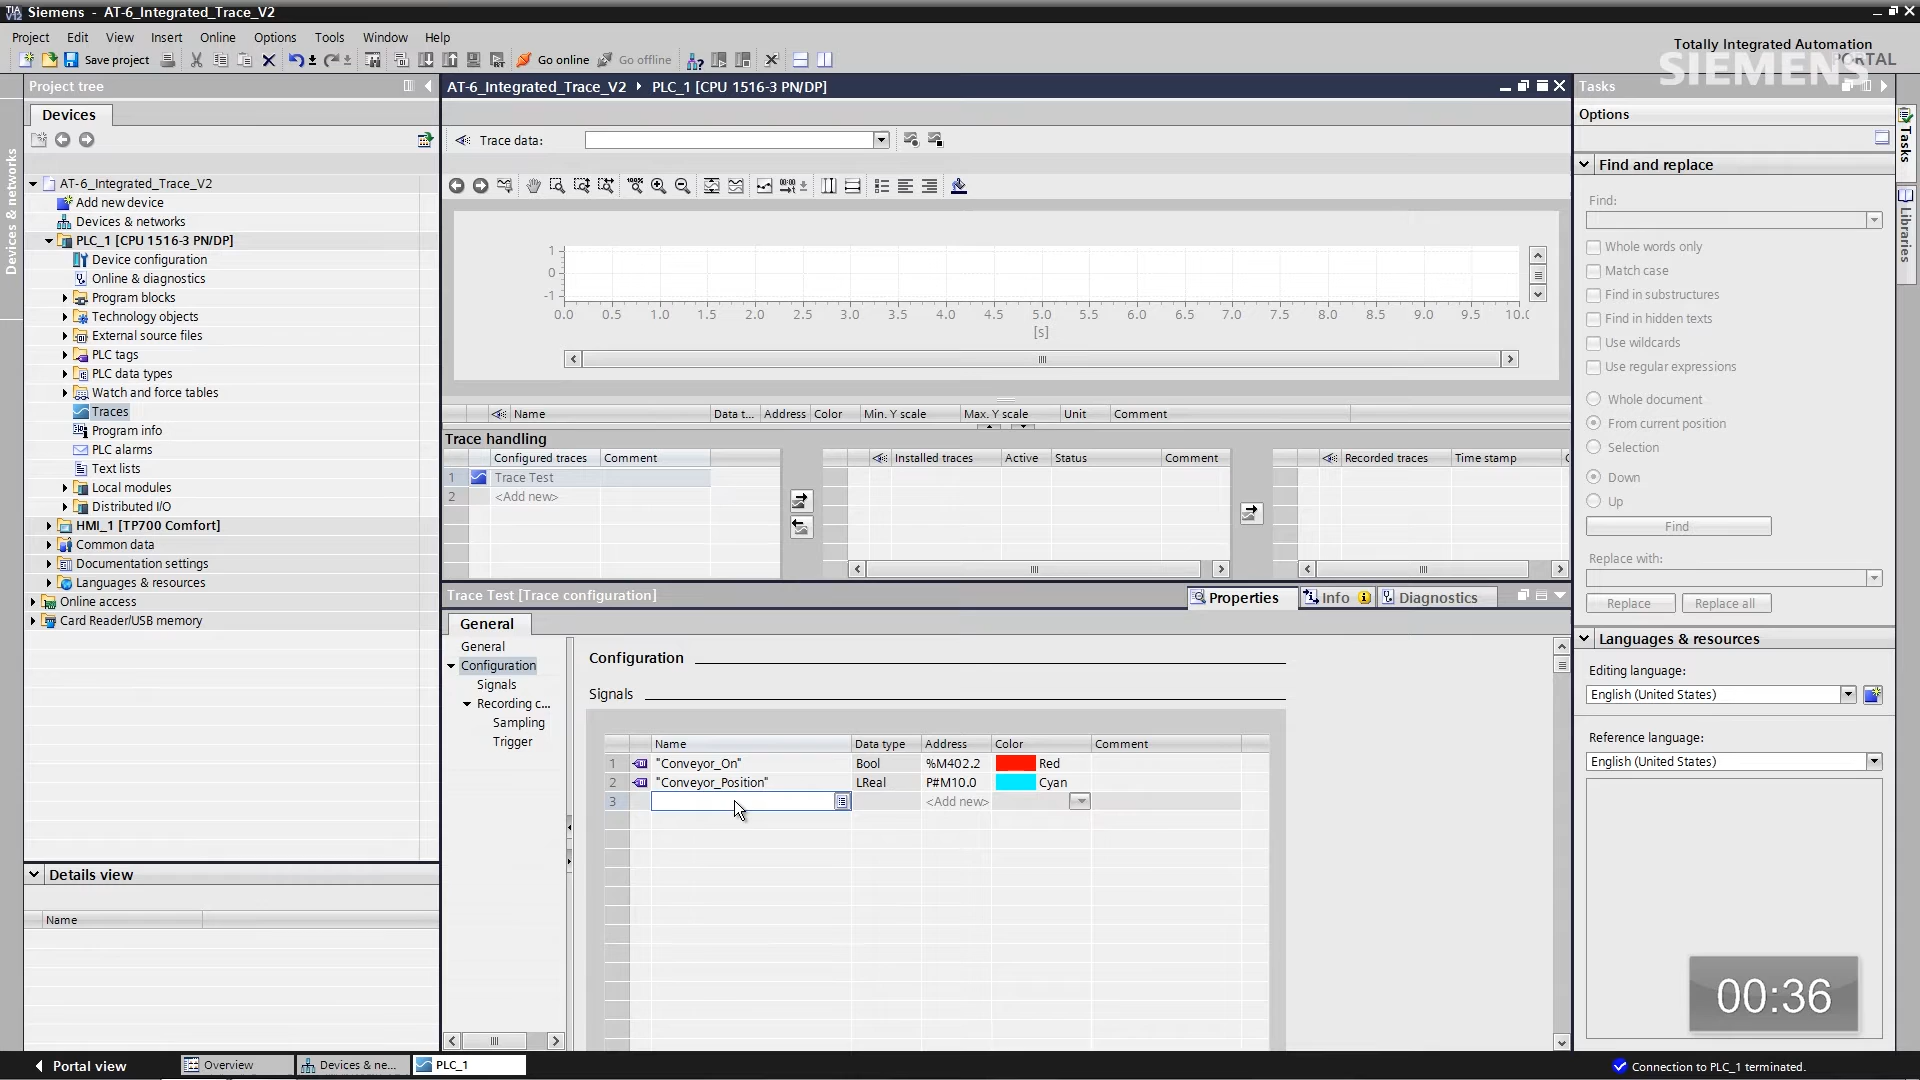 Siemens - AT-6_Integrated_Trace_V2
Project Edit View Insert Online Options Tools Window Help
Totally Integrated Automation
PORTAL
SIEMENS
Save project Go online Go offline
Project tree
AT-6_Integrated_Trace_V2 PLC_1 [CPU 1516-3 PN/DP]
Tasks
Devices
Options
Trace data:
Devices & networks
Tasks
Libraries
AT-6_Integrated_Trace_V2
Add new device
Devices & networks
PLC_1 [CPU 1516-3 PN/DP]
Device configuration
Online & diagnostics
Program blocks
Technology objects
External source files
PLC tags
PLC data types
Watch and force tables
Traces
Program info
PLC alarms
Text lists
Local modules
Distributed I/O
HMI_1 [TP700 Comfort]
Common data
Documentation settings
Languages & resources
Online access
Card Reader/USB memory
Details view
Name
1
0
-1
0.0 0.5 1.0 1.5 2.0 2.5 3.0 3.5 4.0 4.5 5.0 5.5 6.0 6.5 7.0 7.5 8.0 8.5 9.0 9.5 10.0
[s]
Name Data t... Address Color Min. Y scale Max. Y scale Unit Comment
Trace handling
Configured traces Comment
1 Trace Test
2 <Add new>
Installed traces Active Status Comment
Recorded traces Time stamp
Trace Test [Trace configuration]
Properties Info Diagnostics
General
General
Configuration
Signals
Recording c...
Sampling
Trigger
Configuration
Signals
Name Data type Address Color Comment
1 "Conveyor_On" Bool %M402.2 Red
2 "Conveyor_Position" LReal P#M10.0 Cyan
3 <Add new>
Find and replace
Find:
Whole words only
Match case
Find in substructures
Find in hidden texts
Use wildcards
Use regular expressions
Whole document
From current position
Selection
Down
Up
Find
Replace with:
Replace Replace all
Languages & resources
Editing language:
English (United States)
Reference language:
English (United States)
00:36
Portal view Overview Devices & ne... PLC_1
Connection to PLC_1 terminated.